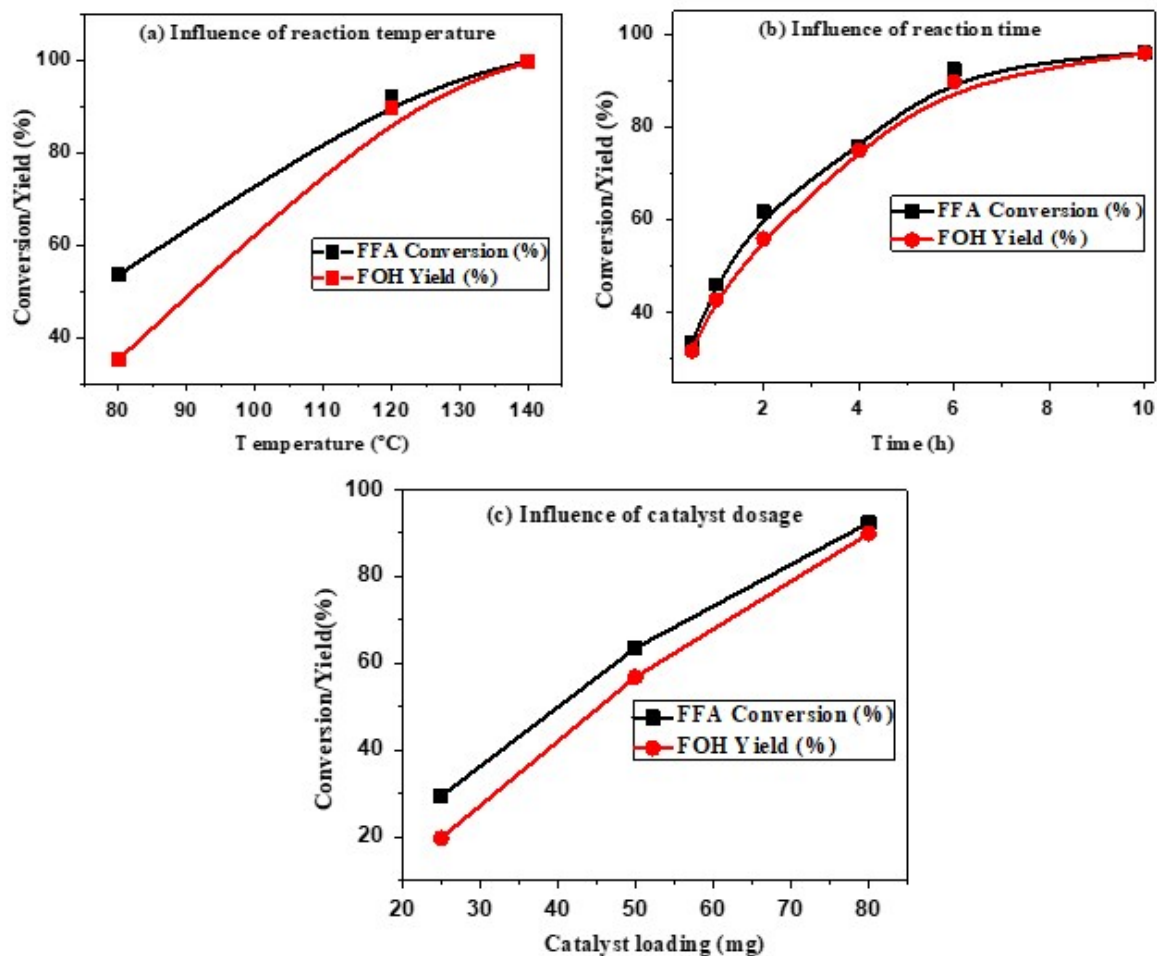 (a) Influence of reaction temperature
Conversion/Yield (%)
100
80
60
40
FFA Conversion (%)
FOH Yield (%)
80 90 100 110 120 130 140
Temperature (°C)
(b) Influence of reaction time
Conversion/Yield (%)
100
80
60
40
FFA Conversion (%)
FOH Yield (%)
2 4 6 8 10
Time (h)
(c) Influence of catalyst dosage
Conversion/Yield(%)
100
80
60
40
20
FFA Conversion (%)
FOH Yield (%)
20 30 40 50 60 70 80
Catalyst loading (mg)